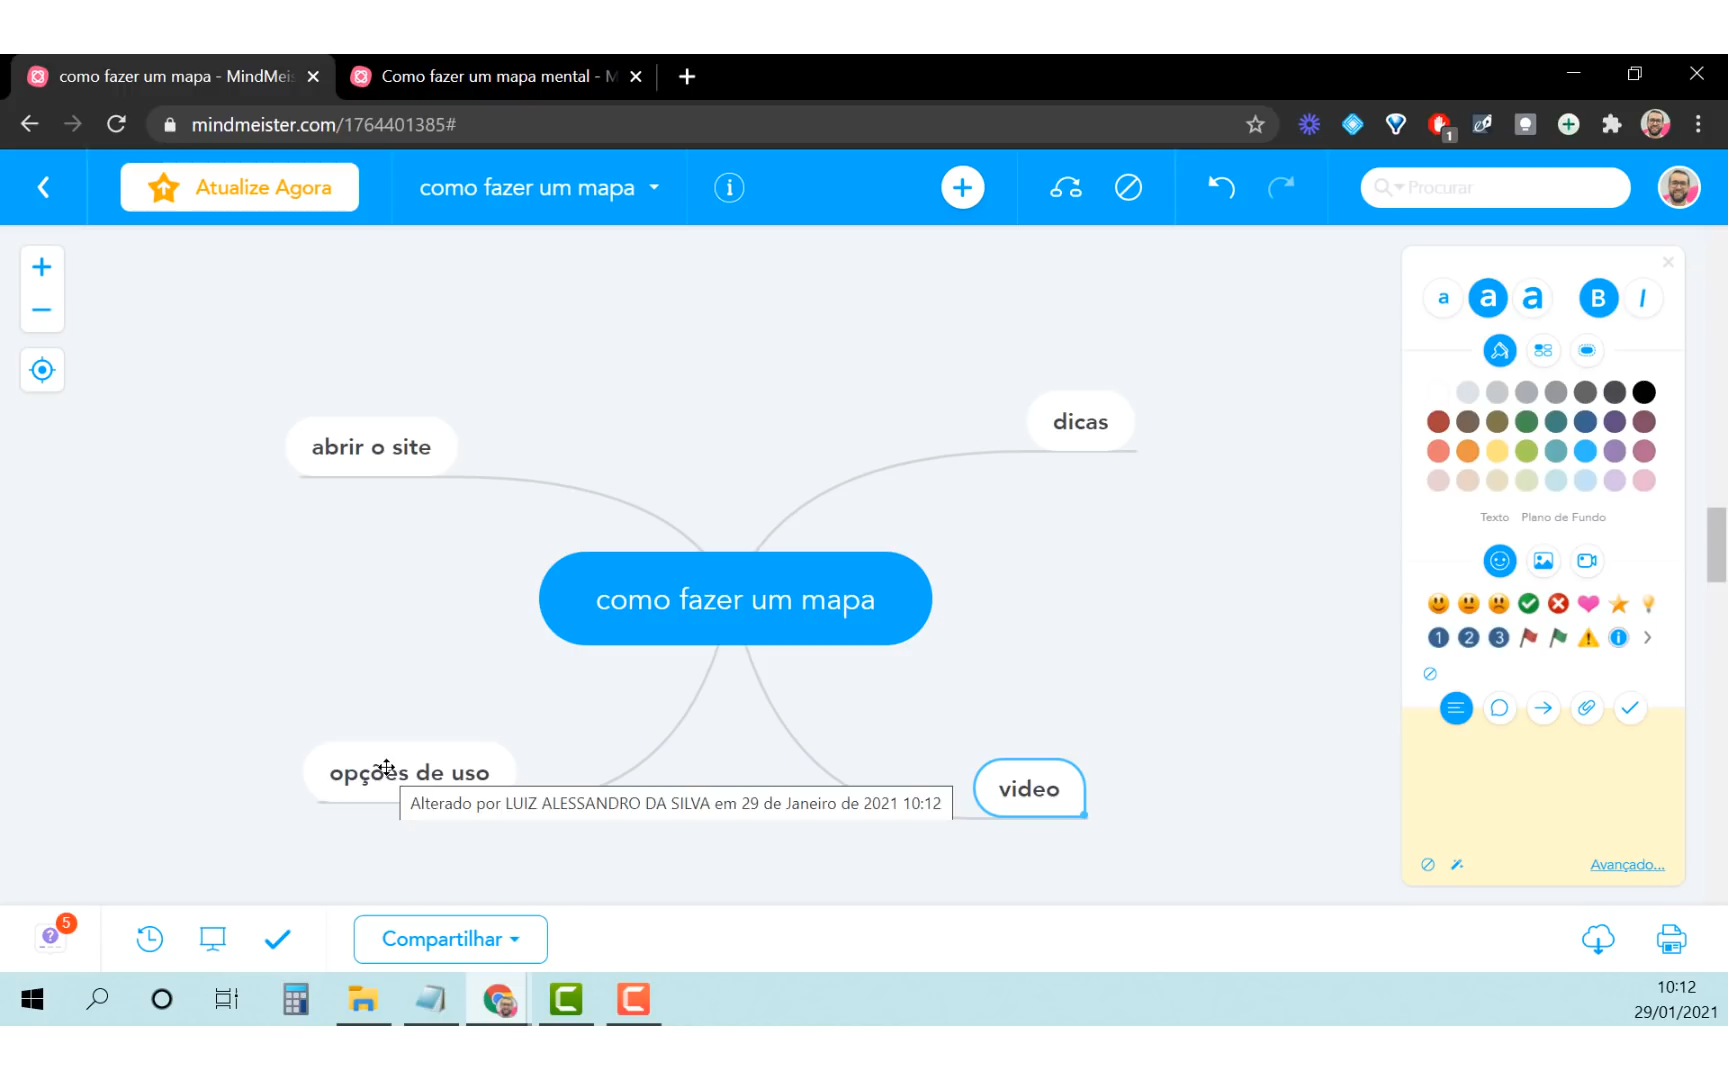 como fazer um mapa - MindMeis
Como fazer um mapa mental - M
mindmeister.com/1764401385#
1
Atualize Agora
como fazer um mapa
i
Procurar
a a a B I
abrir o site
dicas
como fazer um mapa
opções de uso
video
Alterado por LUIZ ALESSANDRO DA SILVA em 29 de Janeiro de 2021 10:12
Texto Plano de Fundo
1 2 3
Avançado...
5
Compartilhar
10:12
29/01/2021